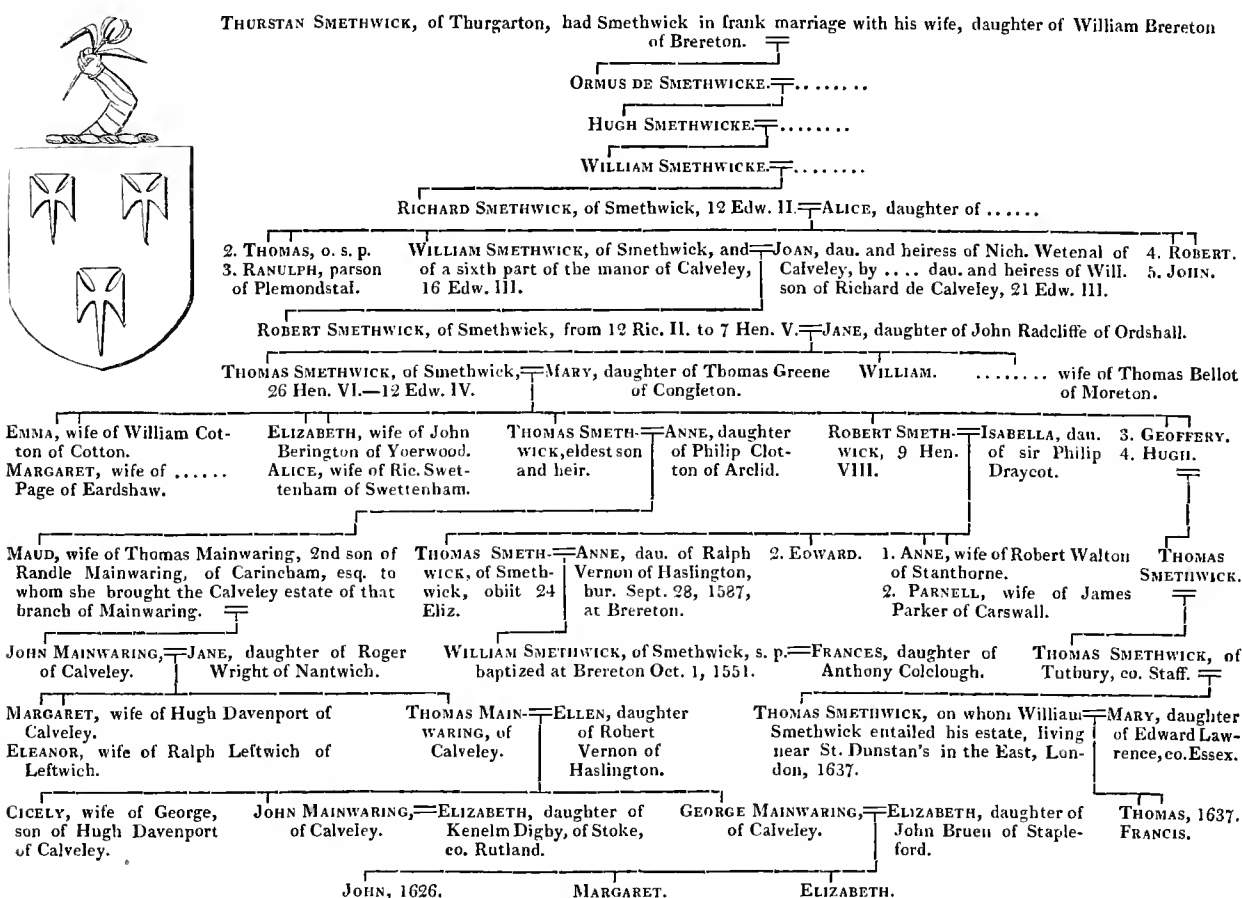 THURSTAN SMETHWICK, of Thurgarton, had Smethwick in frank marriage with his wife, daughter of William Brereton
of Brereton.
ORMUS DE SMETHWICKE. ........
HUGH SMETHWICKE. ........
WILLIAM SMETHWICKE. ........
RICHARD SMETHWICK, of Smethwick, 12 Edw. II. ALICE, daughter of ......
2. THOMAS, o. s. p.
3. RANULPH, parson
of Plemondstal.
WILLIAM SMETHWICK, of Smethwick, and
of a sixth part of the manor of Calveley,
16 Edw. III.
JOAN, dau. and heiress of Nich. Wetenal of
Calveley, by .... dau. and heiress of Will.
son of Richard de Calveley, 21 Edw. III.
4. ROBERT.
5. JOHN.
ROBERT SMETHWICK, of Smethwick, from 12 Ric. II. to 7 Hen. V. JANE, daughter of John Radcliffe of Ordshall.
THOMAS SMETHWICK, of Smethwick,
26 Hen. VI.—12 Edw. IV.
MARY, daughter of Thomas Greene
of Congleton.
WILLIAM.
........ wife of Thomas Bellot
of Moreton.
EMMA, wife of William Cot-
ton of Cotton.
MARGARET, wife of ......
Page of Eardshaw.
ELIZABETH, wife of John
Berington of Yoerwood.
ALICE, wife of Ric. Swet-
tenham of Swettenham.
THOMAS SMETH-
WICK, eldest son
and heir.
ANNE, daughter
of Philip Clot-
ton of Arclid.
ROBERT SMETH-
WICK, 9 Hen.
VIII.
ISABELLA, dau.
of sir Philip
Draycot.
3. GEOFFERY.
4. HUGH.
MAUD, wife of Thomas Mainwaring, 2nd son of
Randle Mainwaring, of Carincham, esq. to
whom she brought the Calveley estate of that
branch of Mainwaring.
THOMAS SMETH-
WICK, of Smeth-
wick, obiit 24
Eliz.
ANNE, dau. of Ralph
Vernon of Haslington,
bur. Sept. 28, 1587,
at Brereton.
2. EDWARD.
1. ANNE, wife of Robert Walton
of Stanthorne.
2. PARNELL, wife of James
Parker of Carswall.
THOMAS
SMETHWICK.
JOHN MAINWARING,
of Calveley.
JANE, daughter of Roger
Wright of Nantwich.
WILLIAM SMETHWICK, of Smethwick, s. p.
baptized at Brereton Oct. 1, 1551.
FRANCES, daughter of
Anthony Colclough.
THOMAS SMETHWICK, of
Tutbury, co. Staff.
MARGARET, wife of Hugh Davenport of
Calveley.
ELEANOR, wife of Ralph Leftwich of
Leftwich.
THOMAS MAIN-
WARING, of
Calveley.
ELLEN, daughter
of Robert
Vernon of
Haslington.
THOMAS SMETHWICK, on whom William
Smethwick entailed his estate, living
near St. Dunstan's in the East, Lon-
don, 1637.
MARY, daughter
of Edward Law-
rence, co. Essex.
CICELY, wife of George,
son of Hugh Davenport
of Calveley.
JOHN MAINWARING,
of Calveley.
ELIZABETH, daughter of
Kenelm Digby, of Stoke,
co. Rutland.
GEORGE MAINWARING,
of Calveley.
ELIZABETH, daughter of
John Bruen of Staple-
ford.
THOMAS, 1637.
FRANCIS.
JOHN, 1626.
MARGARET.
ELIZABETH.